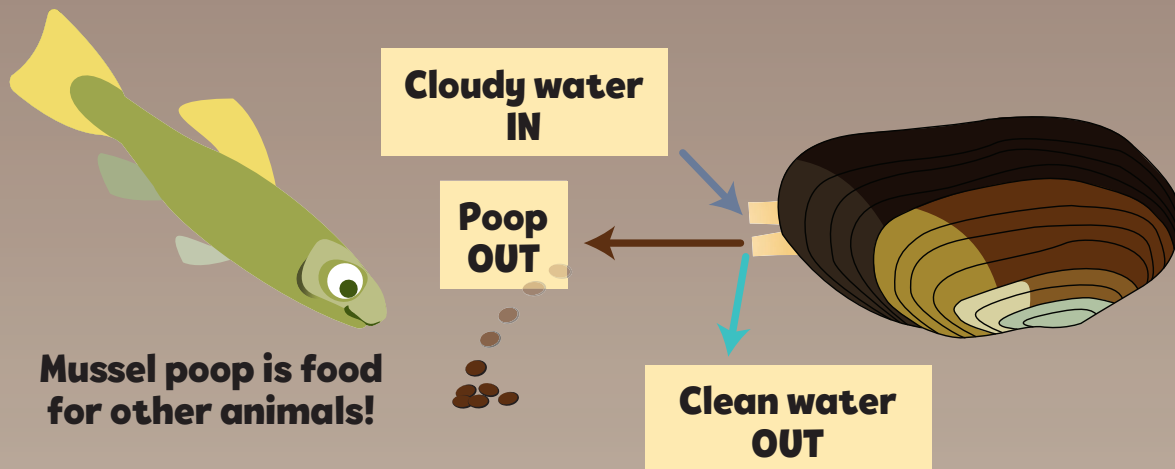 Cloudy water
IN
Poop
OUT
Mussel poop is food
for other animals!
Clean water
OUT